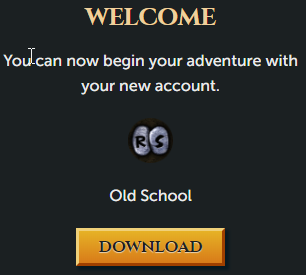 WELCOME
You can now begin your adventure with
your new account.
RS
Old School
DOWNLOAD